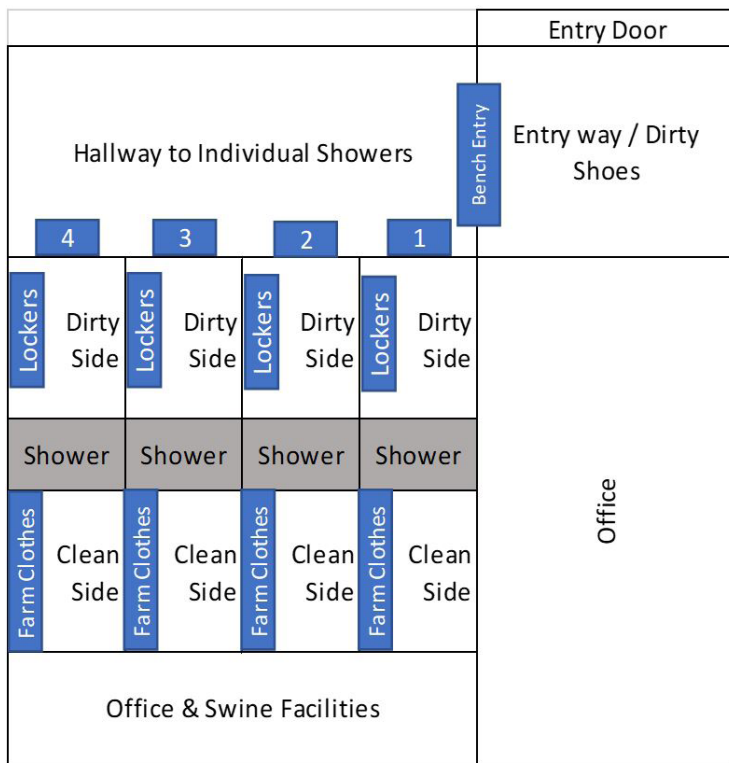 Entry Door
Hallway to Individual Showers
Bench Entry
Entry way / Dirty
Shoes
4
3
2
1
Lockers
Dirty
Side
Lockers
Dirty
Side
Lockers
Dirty
Side
Lockers
Dirty
Side
Shower
Shower
Shower
Shower
Farm Clothes
Clean
Side
Farm Clothes
Clean
Side
Farm Clothes
Clean
Side
Farm Clothes
Clean
Side
Office
Office & Swine Facilities